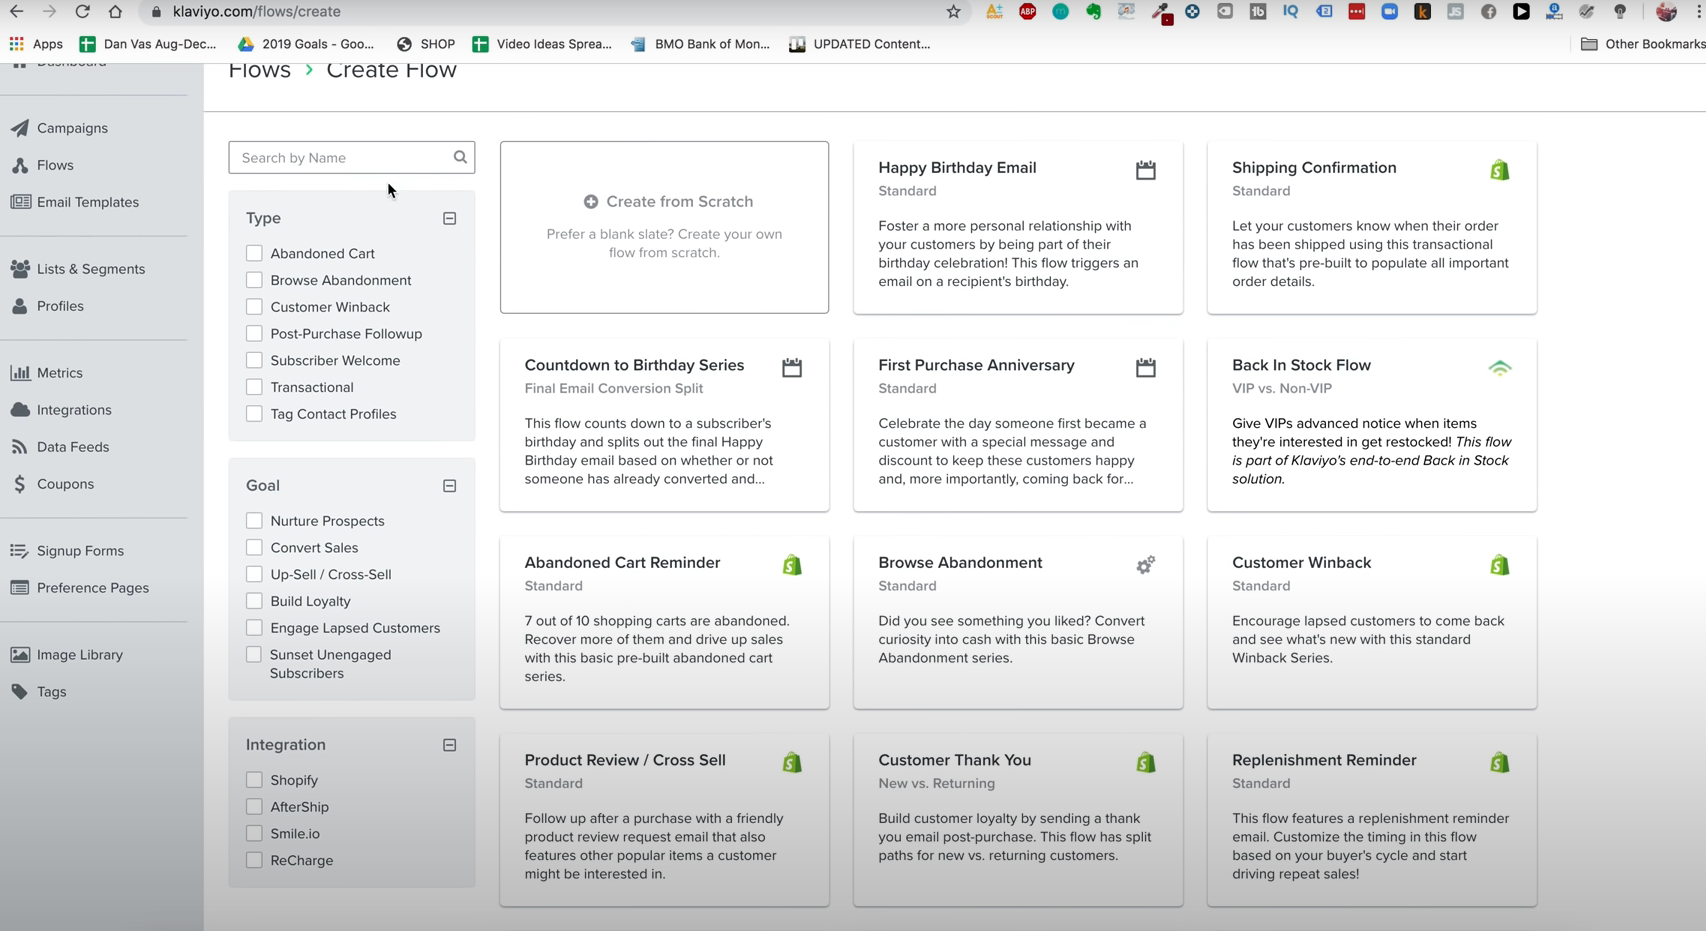 klaviyo.com/flows/create
Apps
Dan Vas Aug-Dec...
2019 Goals - Goo...
SHOP
Video Ideas Sprea...
BMO Bank of Mon...
UPDATED Content...
Other Bookmarks
Dashboard
Campaigns
Flows
Email Templates
Lists & Segments
Profiles
Metrics
Integrations
Data Feeds
Coupons
Signup Forms
Preference Pages
Image Library
Tags
Flows > Create Flow
Search by Name
Type
Abandoned Cart
Browse Abandonment
Customer Winback
Post-Purchase Followup
Subscriber Welcome
Transactional
Tag Contact Profiles
Goal
Nurture Prospects
Convert Sales
Up-Sell / Cross-Sell
Build Loyalty
Engage Lapsed Customers
Sunset Unengaged
Subscribers
Integration
Shopify
AfterShip
Smile.io
ReCharge
Create from Scratch
Prefer a blank slate? Create your own
flow from scratch.
Happy Birthday Email
Standard
Foster a more personal relationship with
your customers by being part of their
birthday celebration! This flow triggers an
email on a recipient's birthday.
Shipping Confirmation
Standard
Let your customers know when their order
has been shipped using this transactional
flow that's pre-built to populate all important
order details.
Countdown to Birthday Series
Final Email Conversion Split
This flow counts down to a subscriber's
birthday and splits out the final Happy
Birthday email based on whether or not
someone has already converted and...
First Purchase Anniversary
Standard
Celebrate the day someone first became a
customer with a special message and
discount to keep these customers happy
and, more importantly, coming back for...
Back In Stock Flow
VIP vs. Non-VIP
Give VIPs advanced notice when items
they're interested in get restocked! This flow
is part of Klaviyo's end-to-end Back in Stock
solution.
Abandoned Cart Reminder
Standard
7 out of 10 shopping carts are abandoned.
Recover more of them and drive up sales
with this basic pre-built abandoned cart
series.
Browse Abandonment
Standard
Did you see something you liked? Convert
curiosity into cash with this basic Browse
Abandonment series.
Customer Winback
Standard
Encourage lapsed customers to come back
and see what's new with this standard
Winback Series.
Product Review / Cross Sell
Standard
Follow up after a purchase with a friendly
product review request email that also
features other popular items a customer
might be interested in.
Customer Thank You
New vs. Returning
Build customer loyalty by sending a thank
you email post-purchase. This flow has split
paths for new vs. returning customers.
Replenishment Reminder
Standard
This flow features a replenishment reminder
email. Customize the timing in this flow
based on your buyer's cycle and start
driving repeat sales!